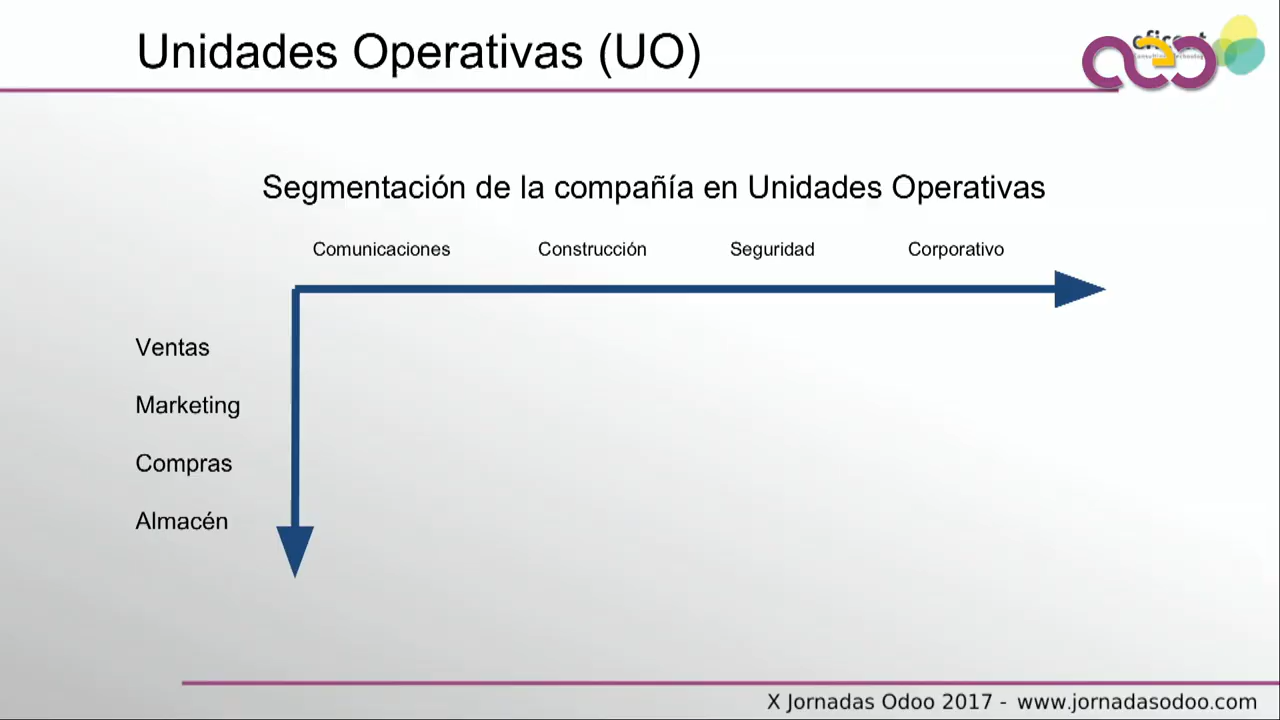 Unidades Operativas (UO)
Segmentación de la compañía en Unidades Operativas
Comunicaciones Construcción Seguridad Corporativo
Ventas
Marketing
Compras
Almacén
X Jornadas Odoo 2017 - www.jornadasodoo.com